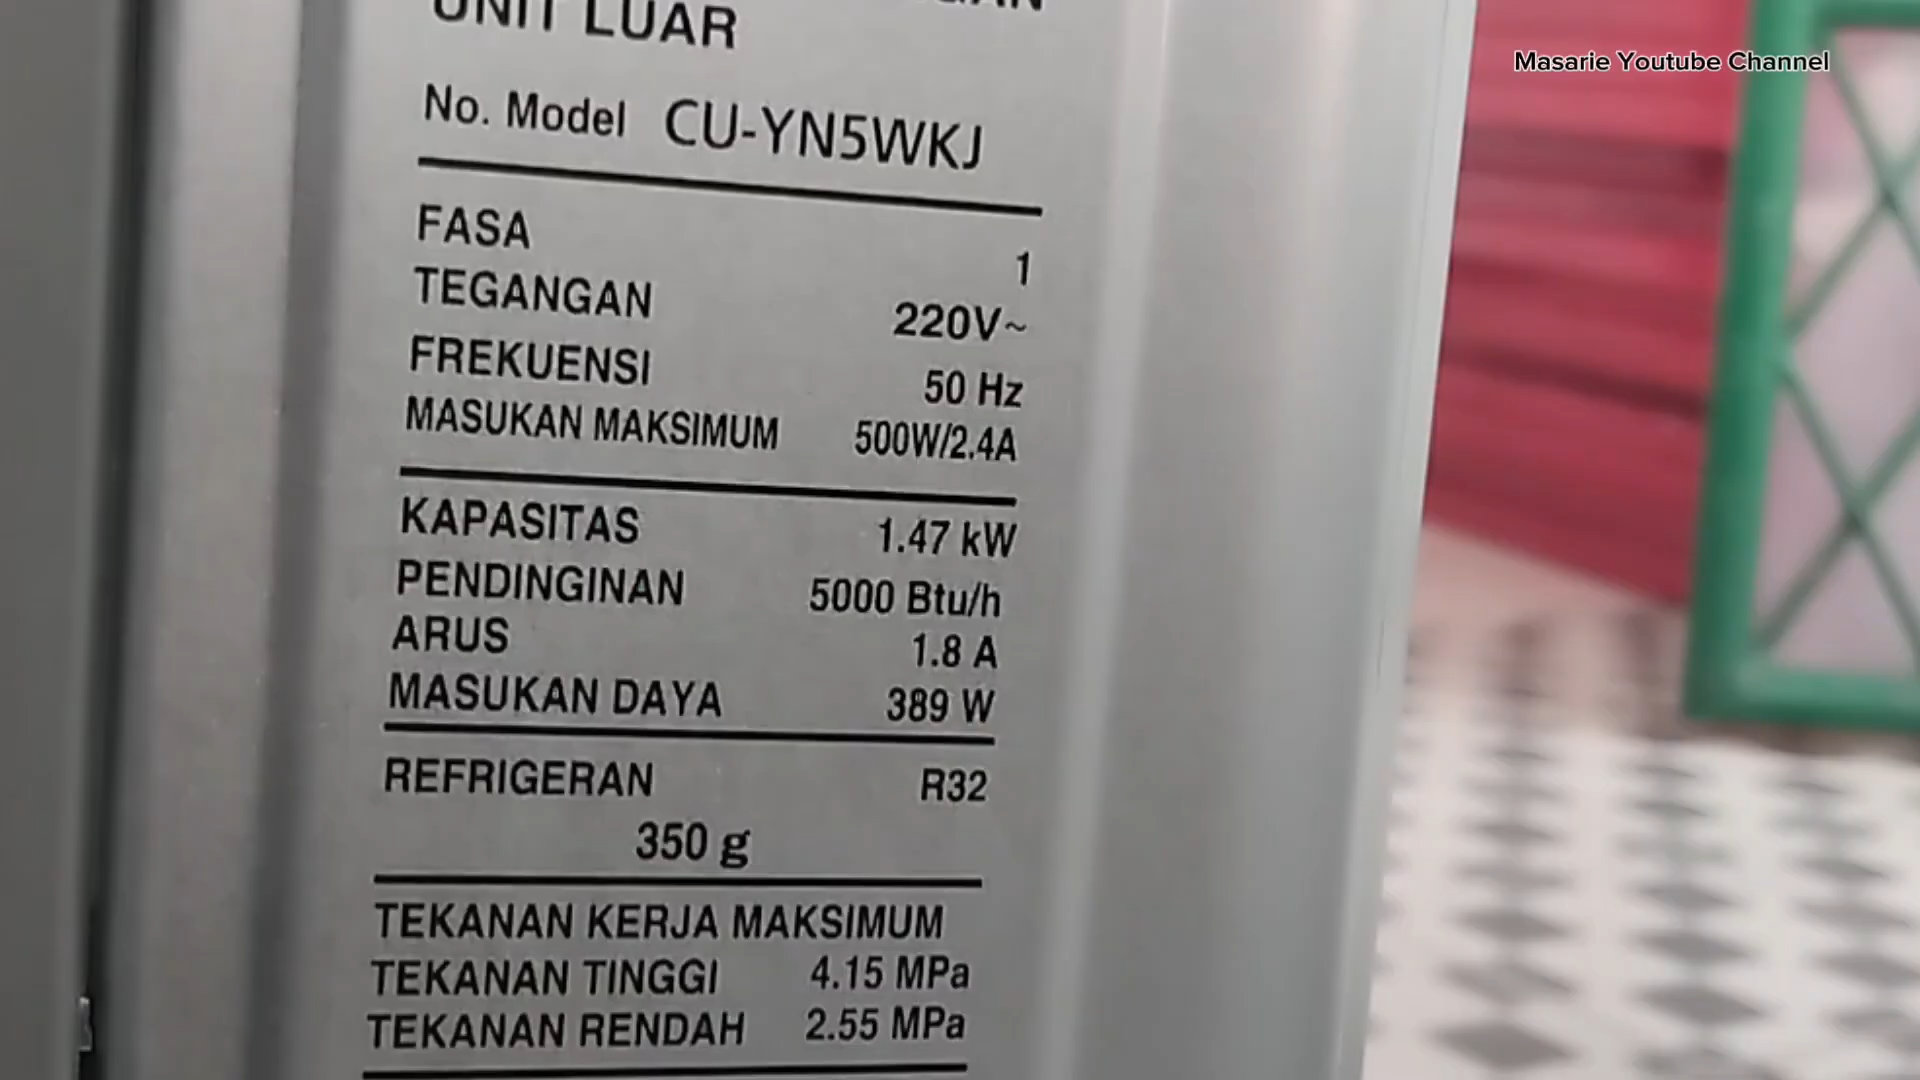 UNIT LUAR
Masarie Youtube Channel
No. Model CU-YN5WKJ
FASA 1
TEGANGAN 220V~
FREKUENSI 50 Hz
MASUKAN MAKSIMUM 500W/2.4A
KAPASITAS 1.47 kW
PENDINGINAN 5000 Btu/h
ARUS 1.8 A
MASUKAN DAYA 389 W
REFRIGERAN R32
350 g
TEKANAN KERJA MAKSIMUM
TEKANAN TINGGI 4.15 MPa
TEKANAN RENDAH 2.55 MPa